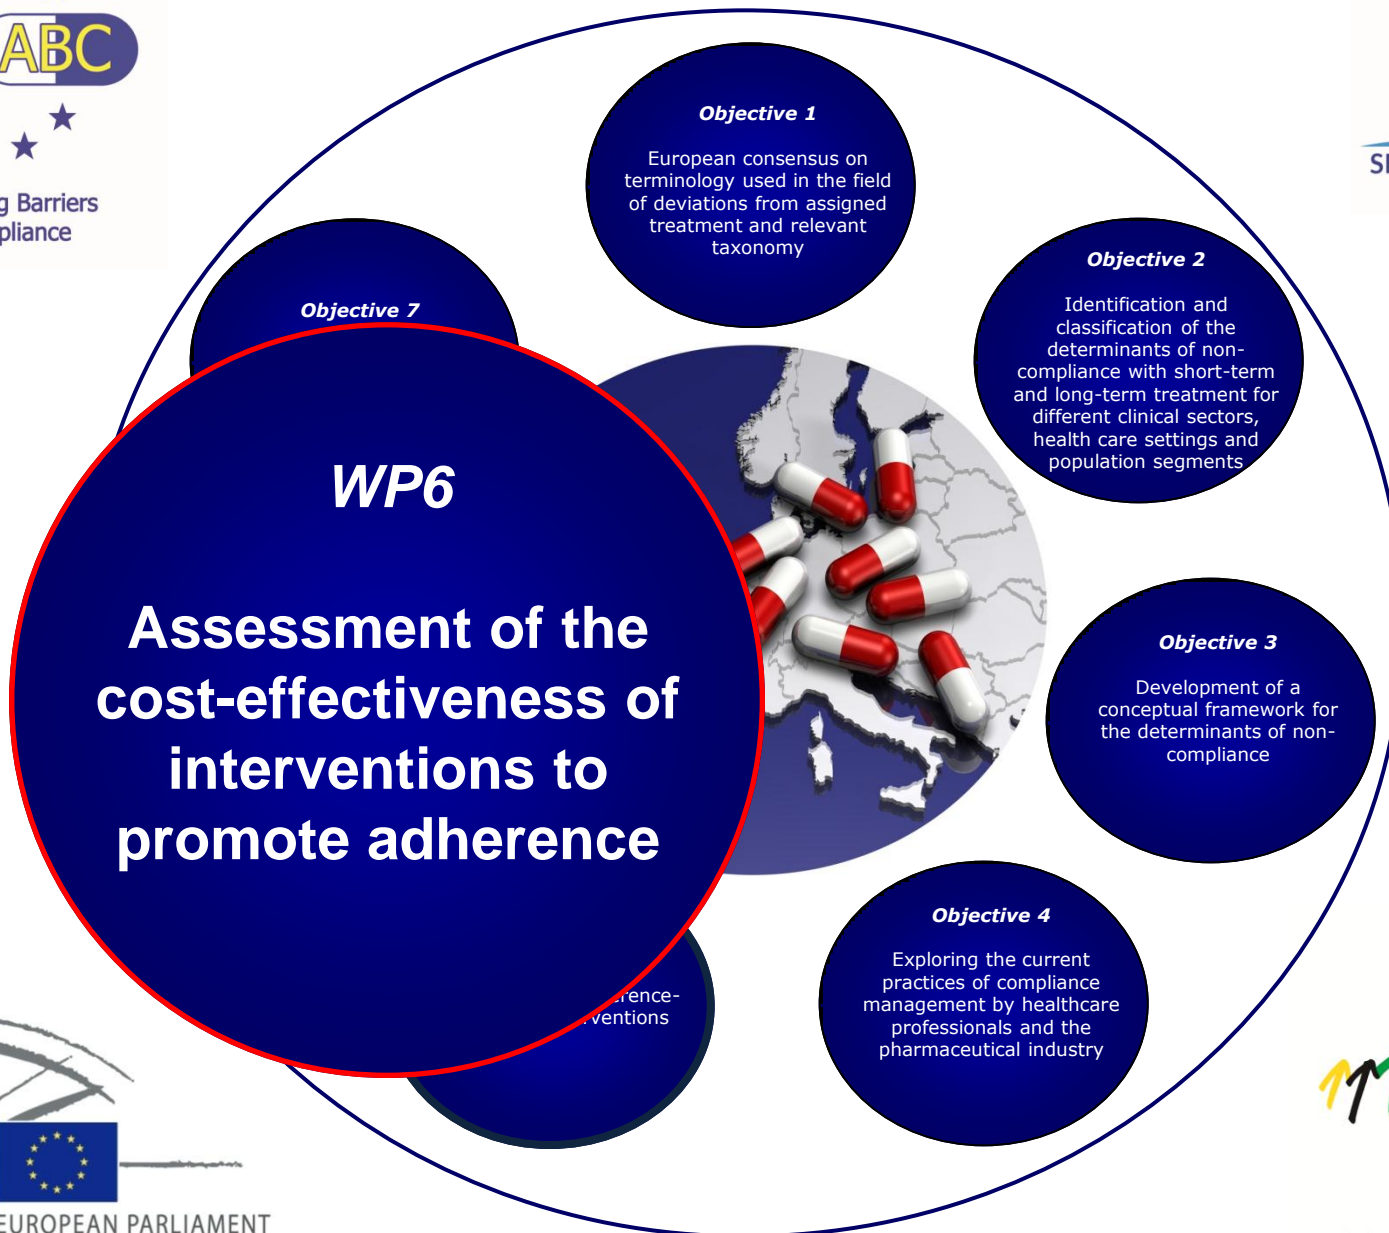 ABC
g Barriers
pliance
Objective 1
European consensus on
terminology used in the field
of deviations from assigned
treatment and relevant
taxonomy
Objective 2
Identification and
classification of the
determinants of non-
compliance with short-term
and long-term treatment for
different clinical sectors,
health care settings and
population segments
Objective 7
WP6
Assessment of the
cost-effectiveness of
interventions to
promote adherence
Objective 3
Development of a
conceptual framework for
the determinants of non-
compliance
Objective 4
Exploring the current
practices of compliance
management by healthcare
professionals and the
pharmaceutical industry
erence-
ventions
EUROPEAN PARLIAMENT